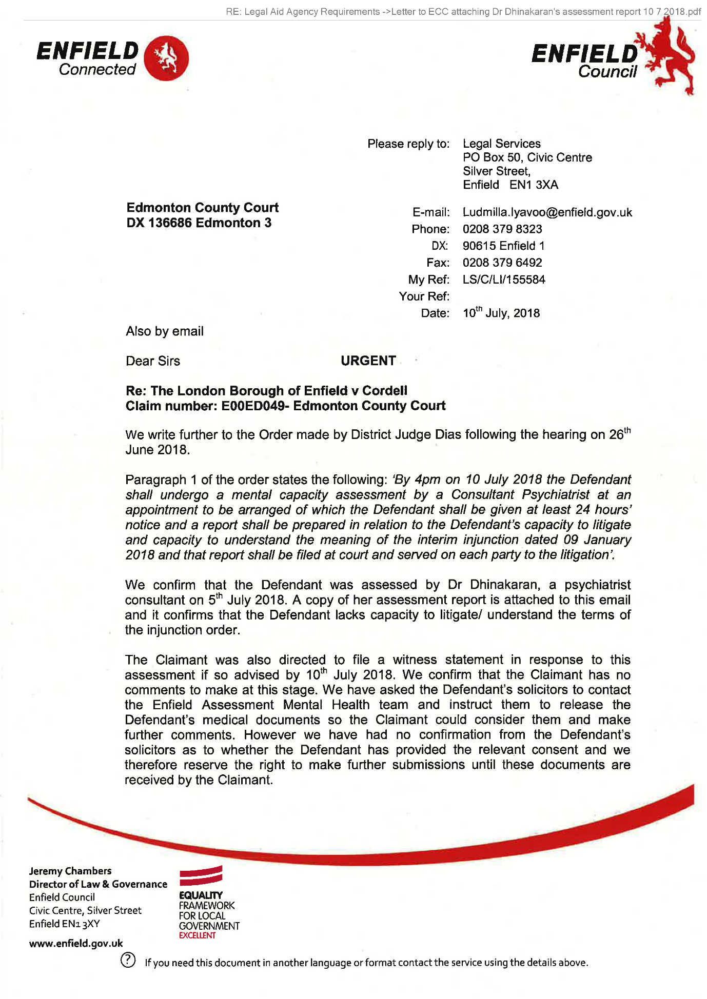 RE: Legal Aid Agency Requirements ->Letter to ECC attaching Dr Dhinakaran's assessment report 10 7 2018.pdf
ENFIELD
Connected
ENFIELD
Council
Please reply to: Legal Services
PO Box 50, Civic Centre
Silver Street,
Enfield EN1 3XA
Edmonton County Court
DX 136686 Edmonton 3
E-mail: Ludmilla.Iyavoo@enfield.gov.uk
Phone: 0208 379 8323
DX: 90615 Enfield 1
Fax: 0208 379 6492
My Ref: LS/C/LI/155584
Your Ref:
Date: 10th July, 2018
Also by email
Dear Sirs URGENT
Re: The London Borough of Enfield v Cordell
Claim number: E00ED049- Edmonton County Court
We write further to the Order made by District Judge Dias following the hearing on 26th
June 2018.
Paragraph 1 of the order states the following: ‘By 4pm on 10 July 2018 the Defendant
shall undergo a mental capacity assessment by a Consultant Psychiatrist at an
appointment to be arranged of which the Defendant shall be given at least 24 hours’
notice and a report shall be prepared in relation to the Defendant’s capacity to litigate
and capacity to understand the meaning of the interim injunction dated 09 January
2018 and that report shall be filed at court and served on each party to the litigation’.
We confirm that the Defendant was assessed by Dr Dhinakaran, a psychiatrist
consultant on 5th July 2018. A copy of her assessment report is attached to this email
and it confirms that the Defendant lacks capacity to litigate/ understand the terms of
the injunction order.
The Claimant was also directed to file a witness statement in response to this
assessment if so advised by 10th July 2018. We confirm that the Claimant has no
comments to make at this stage. We have asked the Defendant’s solicitors to contact
the Enfield Assessment Mental Health team and instruct them to release the
Defendant’s medical documents so the Claimant could consider them and make
further comments. However we have had no confirmation from the Defendant’s
solicitors as to whether the Defendant has provided the relevant consent and we
therefore reserve the right to make further submissions until these documents are
received by the Claimant.
Jeremy Chambers
Director of Law & Governance
Enfield Council
Civic Centre, Silver Street
Enfield EN1 3XY
www.enfield.gov.uk
EQUALITY
FRAMEWORK
FOR LOCAL
GOVERNMENT
EXCELLENT
? If you need this document in another language or format contact the service using the details above.